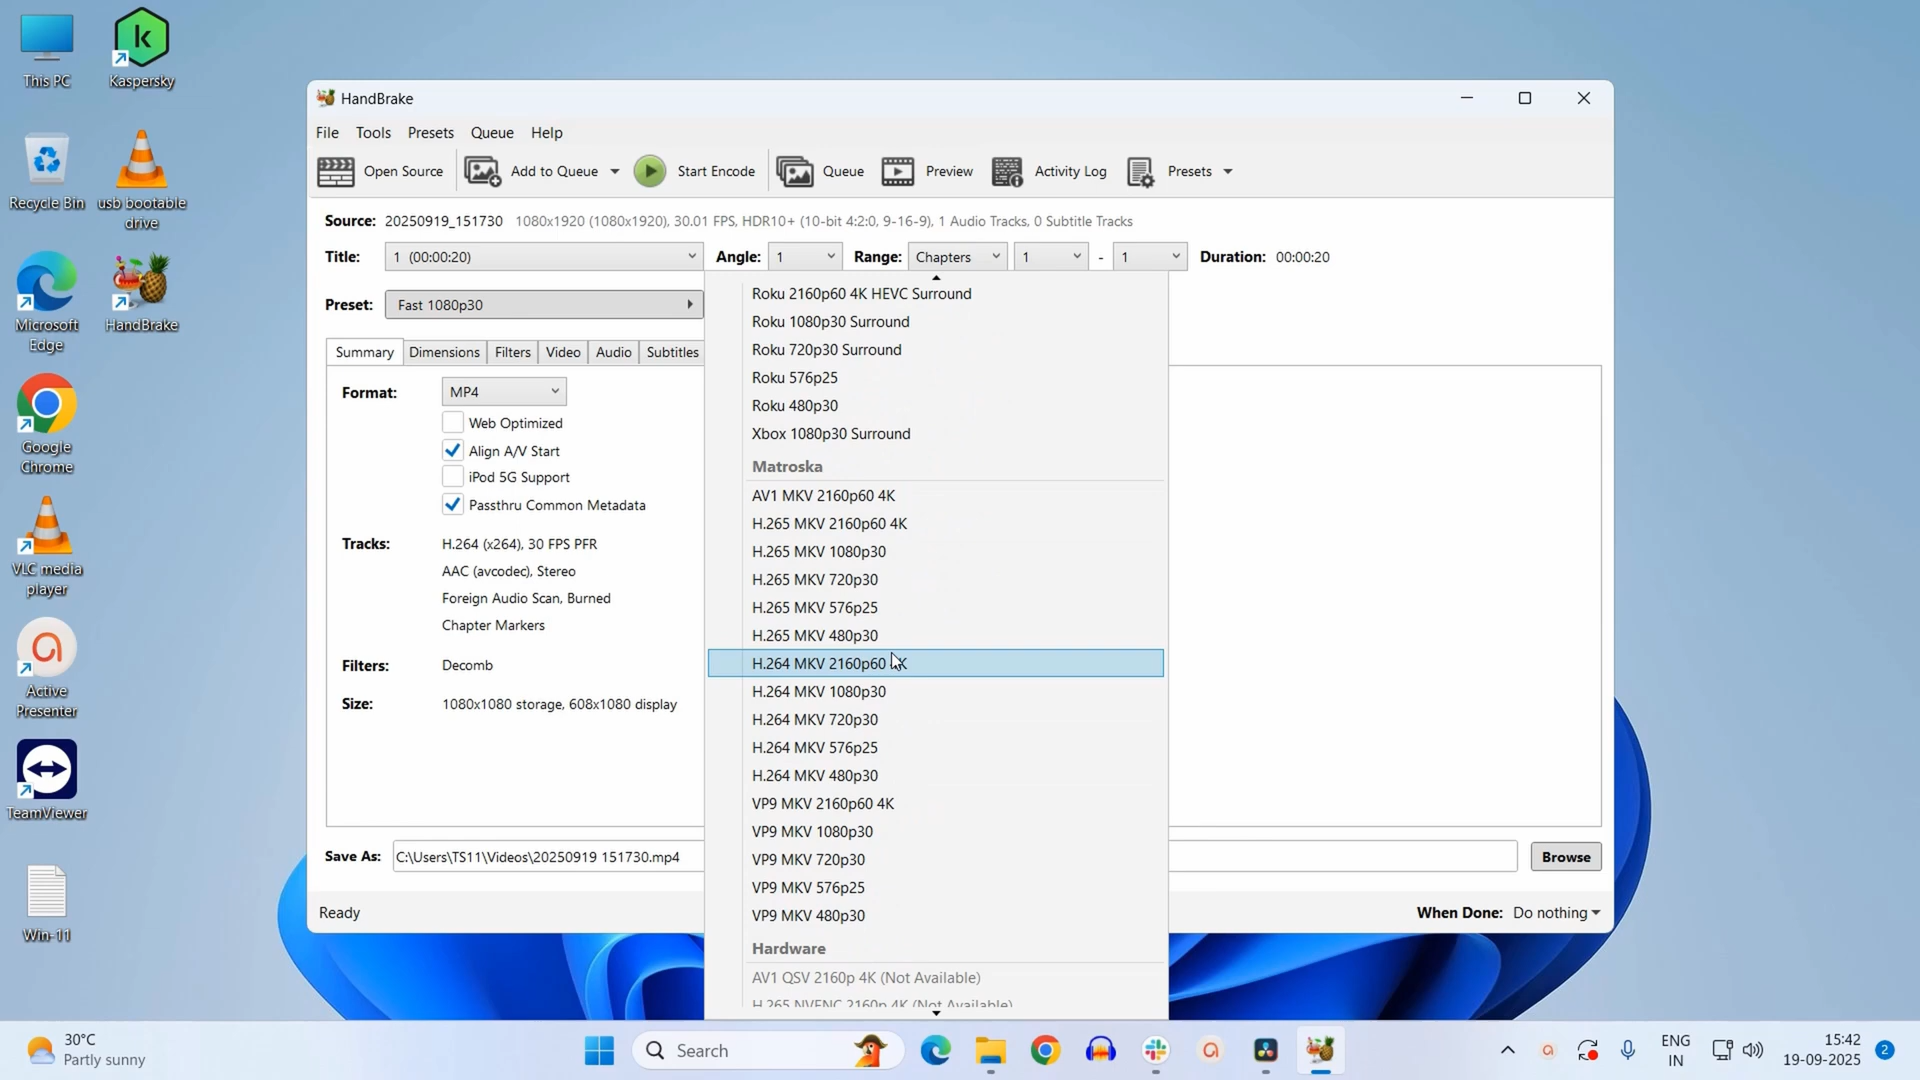 This PC
Kaspersky
Recycle Bin
usb bootable
drive
Microsoft
Edge
HandBrake
Google
Chrome
VLC media
player
Active
Presenter
TeamViewer
Win-11
HandBrake
File Tools Presets Queue Help
Open Source Add to Queue Start Encode Queue Preview Activity Log Presets
Source: 20250919_151730 1080x1920 (1080x1920), 30.01 FPS, HDR10+ (10-bit 4:2:0, 9-16-9), 1 Audio Tracks, 0 Subtitle Tracks
Title: 1 (00:00:20) Angle: 1 Range: Chapters 1 - 1 Duration: 00:00:20
Preset: Fast 1080p30
Summary Dimensions Filters Video Audio Subtitles
Format: MP4
Web Optimized
Align A/V Start
iPod 5G Support
Passthru Common Metadata
Tracks: H.264 (x264), 30 FPS PFR
AAC (avcodec), Stereo
Foreign Audio Scan, Burned
Chapter Markers
Filters: Decomb
Size: 1080x1080 storage, 608x1080 display
Roku 2160p60 4K HEVC Surround
Roku 1080p30 Surround
Roku 720p30 Surround
Roku 576p25
Roku 480p30
Xbox 1080p30 Surround
Matroska
AV1 MKV 2160p60 4K
H.265 MKV 2160p60 4K
H.265 MKV 1080p30
H.265 MKV 720p30
H.265 MKV 576p25
H.265 MKV 480p30
H.264 MKV 2160p60 4K
H.264 MKV 1080p30
H.264 MKV 720p30
H.264 MKV 576p25
H.264 MKV 480p30
VP9 MKV 2160p60 4K
VP9 MKV 1080p30
VP9 MKV 720p30
VP9 MKV 576p25
VP9 MKV 480p30
Hardware
AV1 QSV 2160p 4K (Not Available)
H.265 NVENC 2160p 4K (Not Available)
Save As: C:\Users\TS11\Videos\20250919 151730.mp4 Browse
Ready When Done: Do nothing
30°C
Partly sunny
Search
ENG
IN
15:42
19-09-2025
2